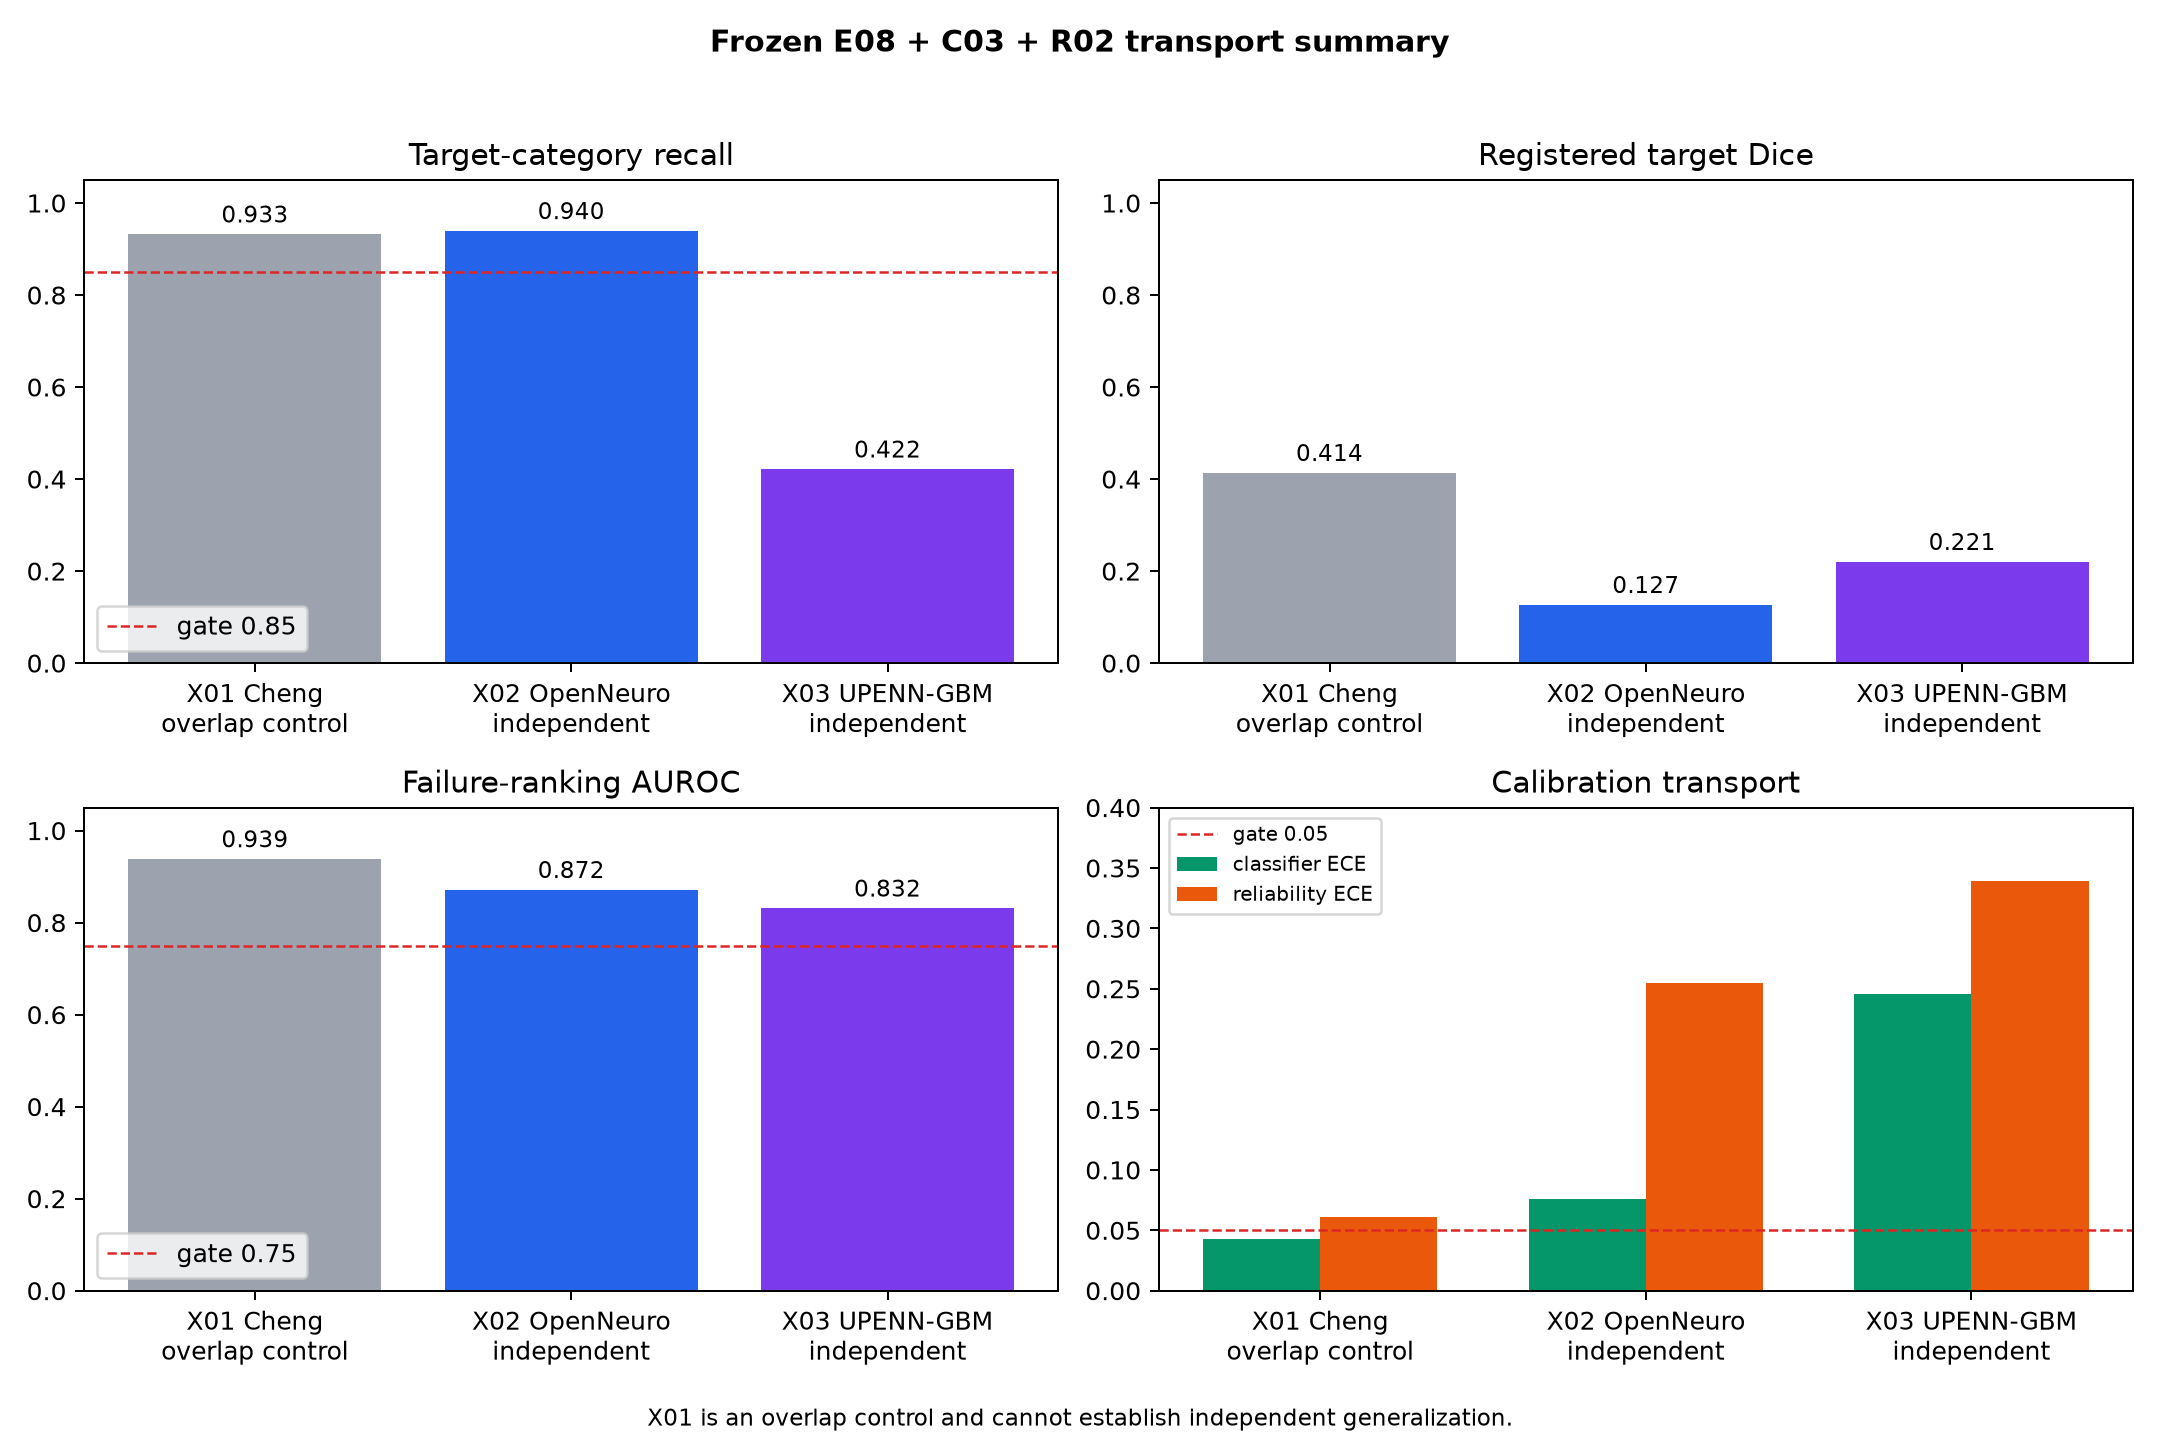 Frozen E08 + C03 + R02 transport summary
Target-category recall
1.0
0.8
0.6
0.4
0.2
0.0
0.933
0.940
0.422
gate 0.85
X01 Cheng
overlap control
X02 OpenNeuro
independent
X03 UPENN-GBM
independent
Registered target Dice
1.0
0.8
0.6
0.4
0.2
0.0
0.414
0.127
0.221
X01 Cheng
overlap control
X02 OpenNeuro
independent
X03 UPENN-GBM
independent
Failure-ranking AUROC
1.0
0.8
0.6
0.4
0.2
0.0
0.939
0.872
0.832
gate 0.75
X01 Cheng
overlap control
X02 OpenNeuro
independent
X03 UPENN-GBM
independent
Calibration transport
0.40
0.35
0.30
0.25
0.20
0.15
0.10
0.05
0.00
gate 0.05
classifier ECE
reliability ECE
X01 Cheng
overlap control
X02 OpenNeuro
independent
X03 UPENN-GBM
independent
X01 is an overlap control and cannot establish independent generalization.